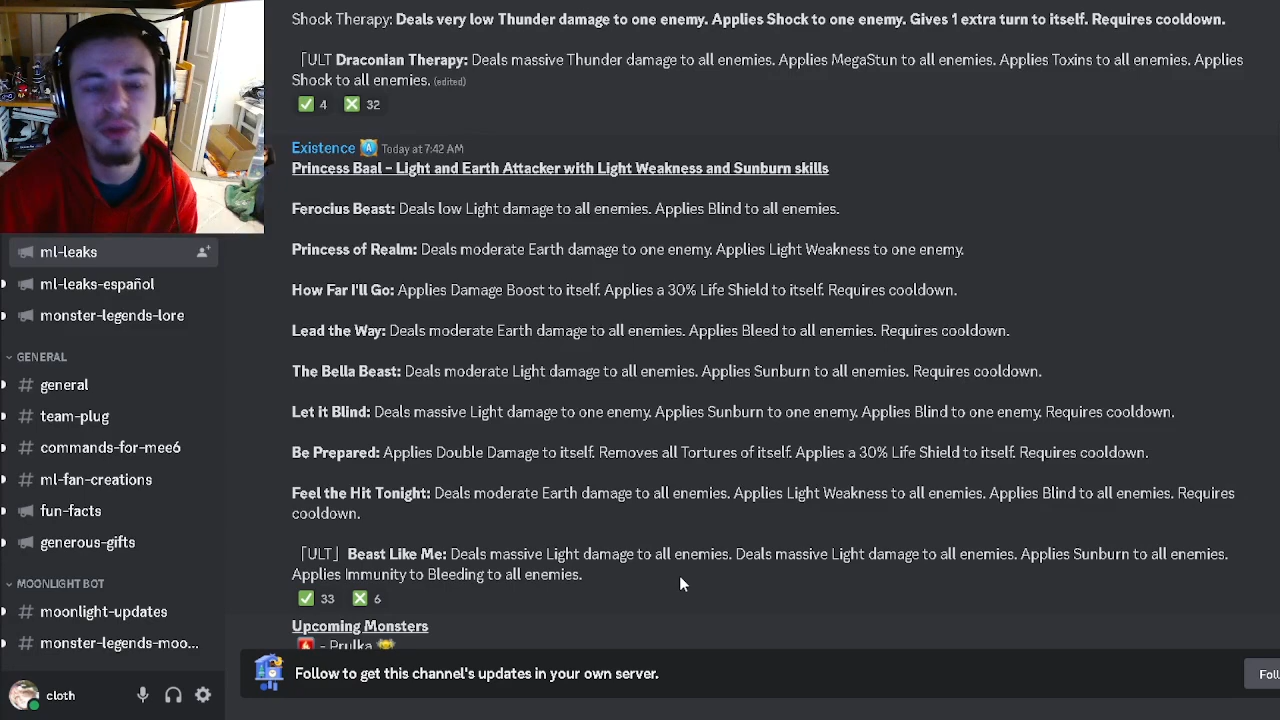 Shock Therapy: Deals very low Thunder damage to one enemy. Applies Shock to one enemy. Gives 1 extra turn to itself. Requires cooldown.
「ULT Draconian Therapy: Deals massive Thunder damage to all enemies. Applies MegaStun to all enemies. Applies Toxins to all enemies. Applies
Shock to all enemies. (edited)
4 32
Existence Today at 7:42 AM
Princess Baal - Light and Earth Attacker with Light Weakness and Sunburn skills
Ferocius Beast: Deals low Light damage to all enemies. Applies Blind to all enemies.
Princess of Realm: Deals moderate Earth damage to one enemy. Applies Light Weakness to one enemy.
How Far I'll Go: Applies Damage Boost to itself. Applies a 30% Life Shield to itself. Requires cooldown.
Lead the Way: Deals moderate Earth damage to all enemies. Applies Bleed to all enemies. Requires cooldown.
The Bella Beast: Deals moderate Light damage to all enemies. Applies Sunburn to all enemies. Requires cooldown.
Let it Blind: Deals massive Light damage to one enemy. Applies Sunburn to one enemy. Applies Blind to one enemy. Requires cooldown.
Be Prepared: Applies Double Damage to itself. Removes all Tortures of itself. Applies a 30% Life Shield to itself. Requires cooldown.
Feel the Hit Tonight: Deals moderate Earth damage to all enemies. Applies Light Weakness to all enemies. Applies Blind to all enemies. Requires
cooldown.
「ULT」 Beast Like Me: Deals massive Light damage to all enemies. Deals massive Light damage to all enemies. Applies Sunburn to all enemies.
Applies Immunity to Bleeding to all enemies.
33 6
Upcoming Monsters
- Prulka
Follow to get this channel's updates in your own server.
Foll
ml-leaks
ml-leaks-español
monster-legends-lore
GENERAL
general
team-plug
commands-for-mee6
ml-fan-creations
fun-facts
generous-gifts
MOONLIGHT BOT
moonlight-updates
monster-legends-moo...
cloth